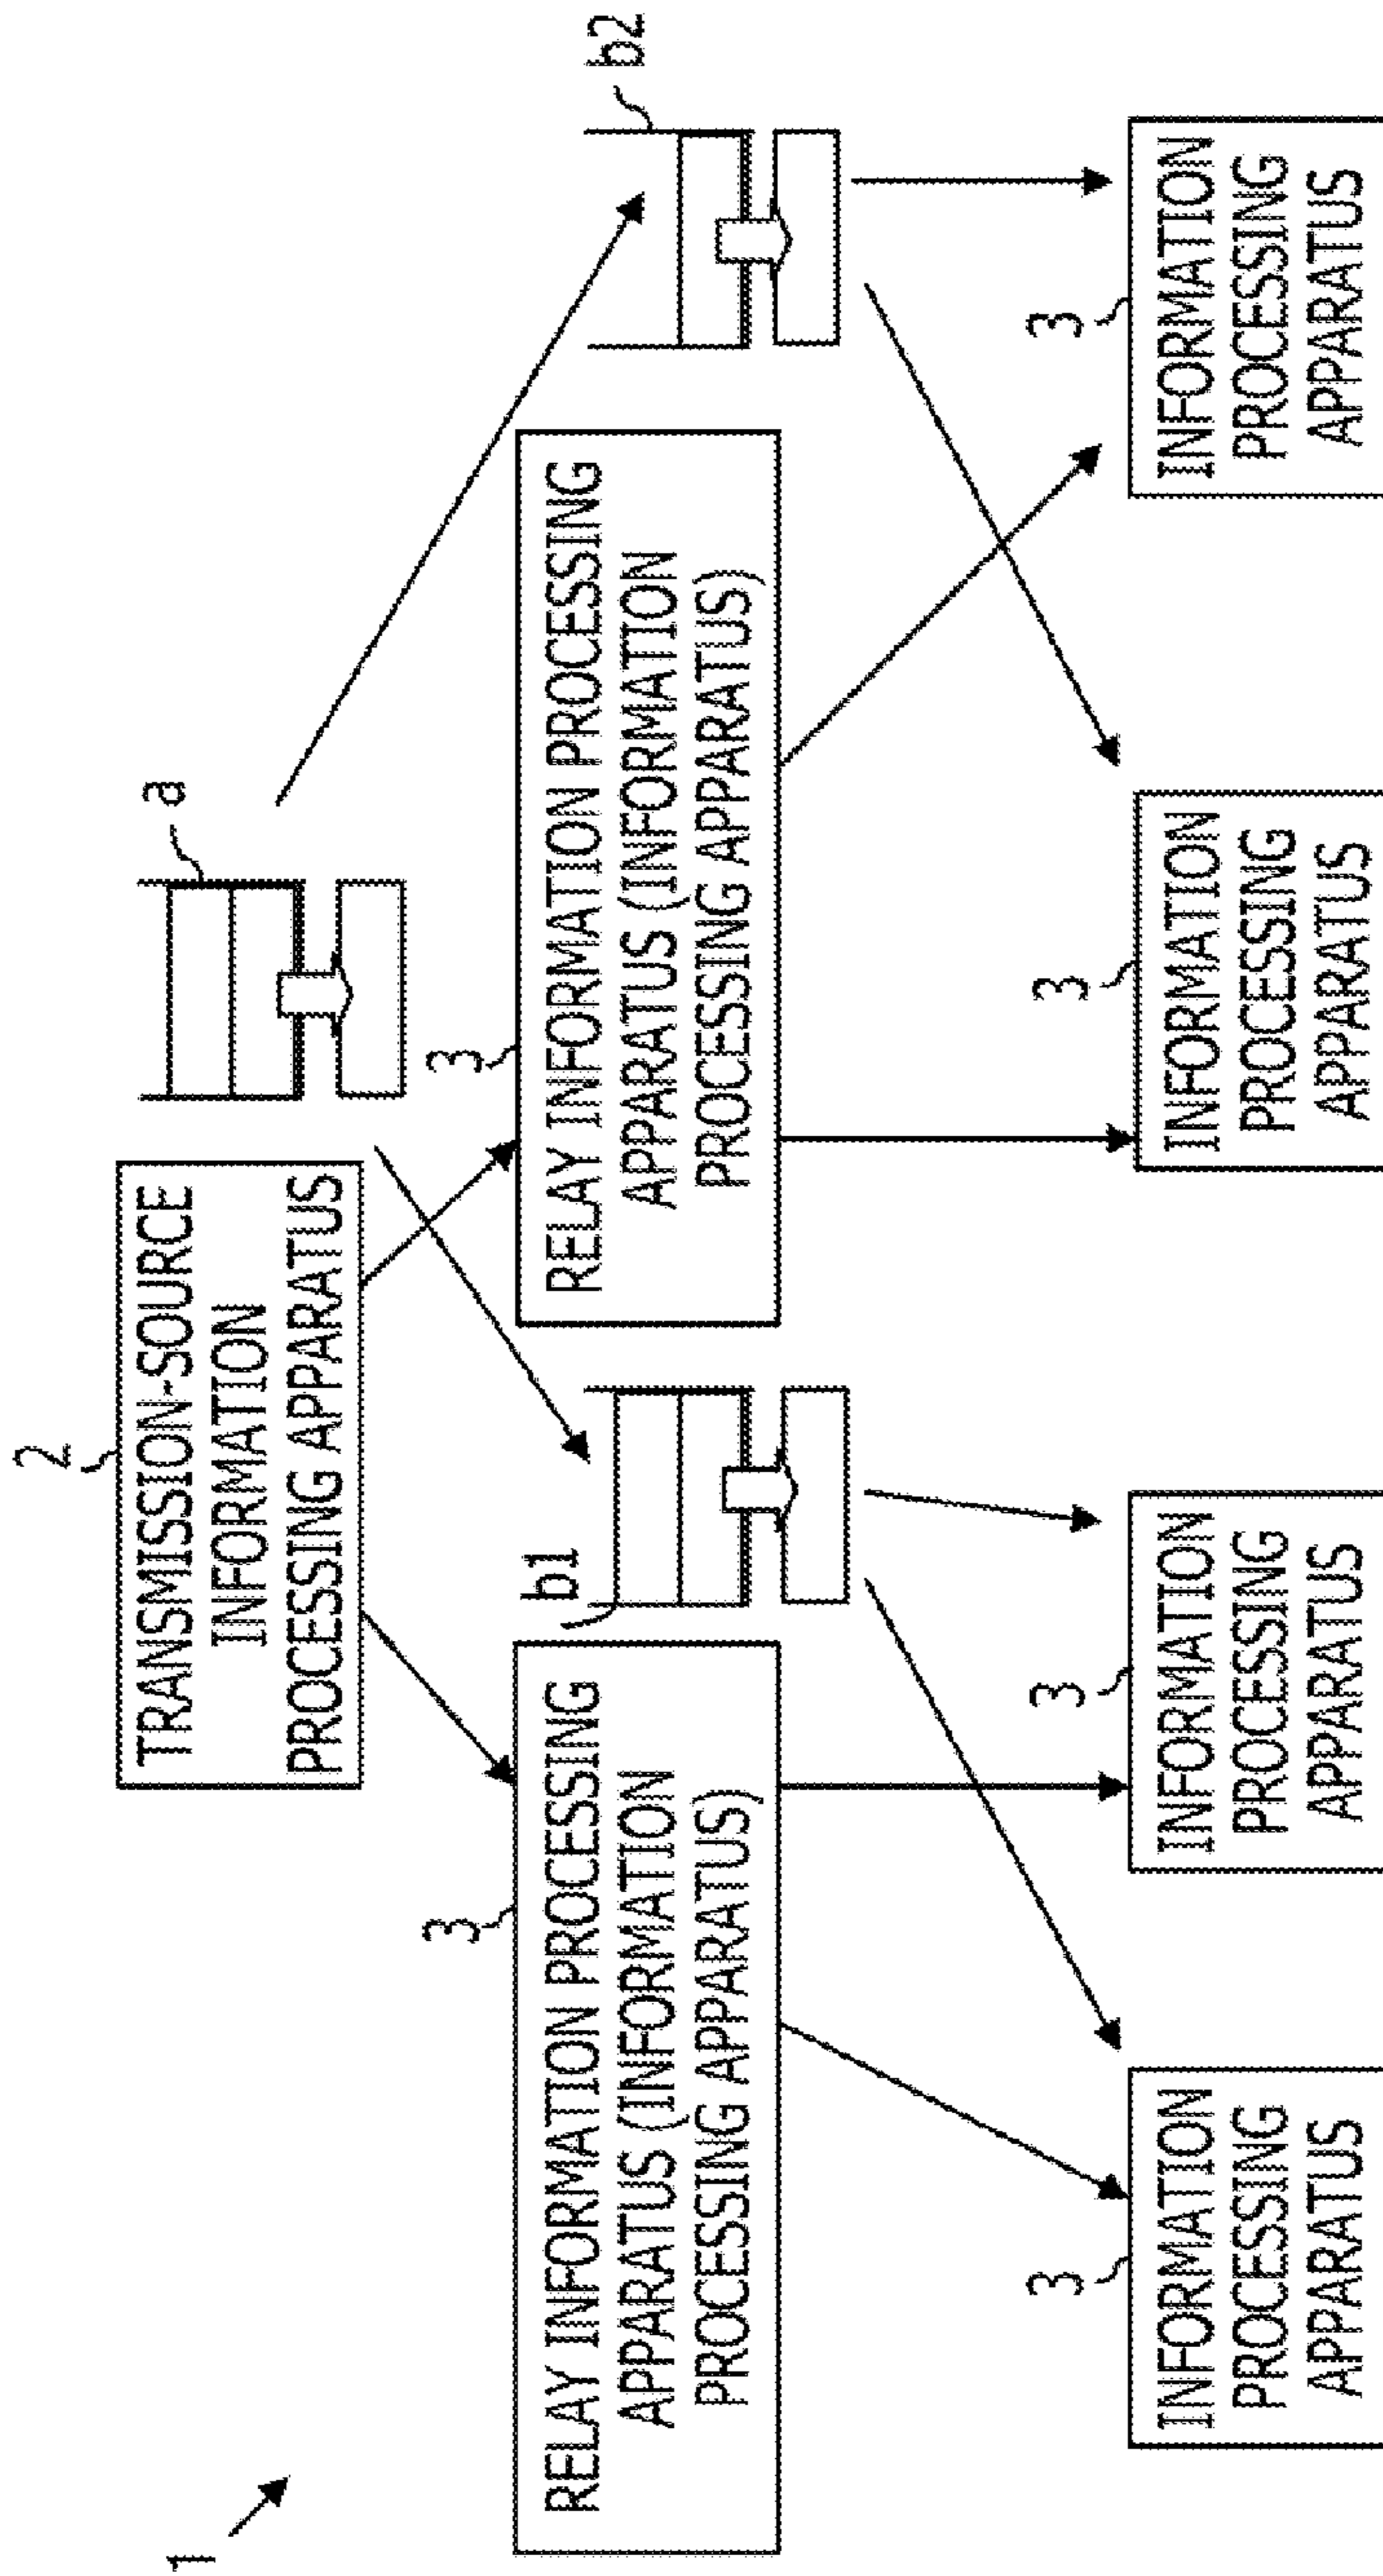 1
2
TRANSMISSION-SOURCE
INFORMATION
PROCESSING APPARATUS
a
3
RELAY INFORMATION PROCESSING
APPARATUS (INFORMATION
PROCESSING APPARATUS)
b1
3
RELAY INFORMATION PROCESSING
APPARATUS (INFORMATION
PROCESSING APPARATUS)
b2
3
INFORMATION
PROCESSING
APPARATUS
3
INFORMATION
PROCESSING
APPARATUS
3
INFORMATION
PROCESSING
APPARATUS
3
INFORMATION
PROCESSING
APPARATUS